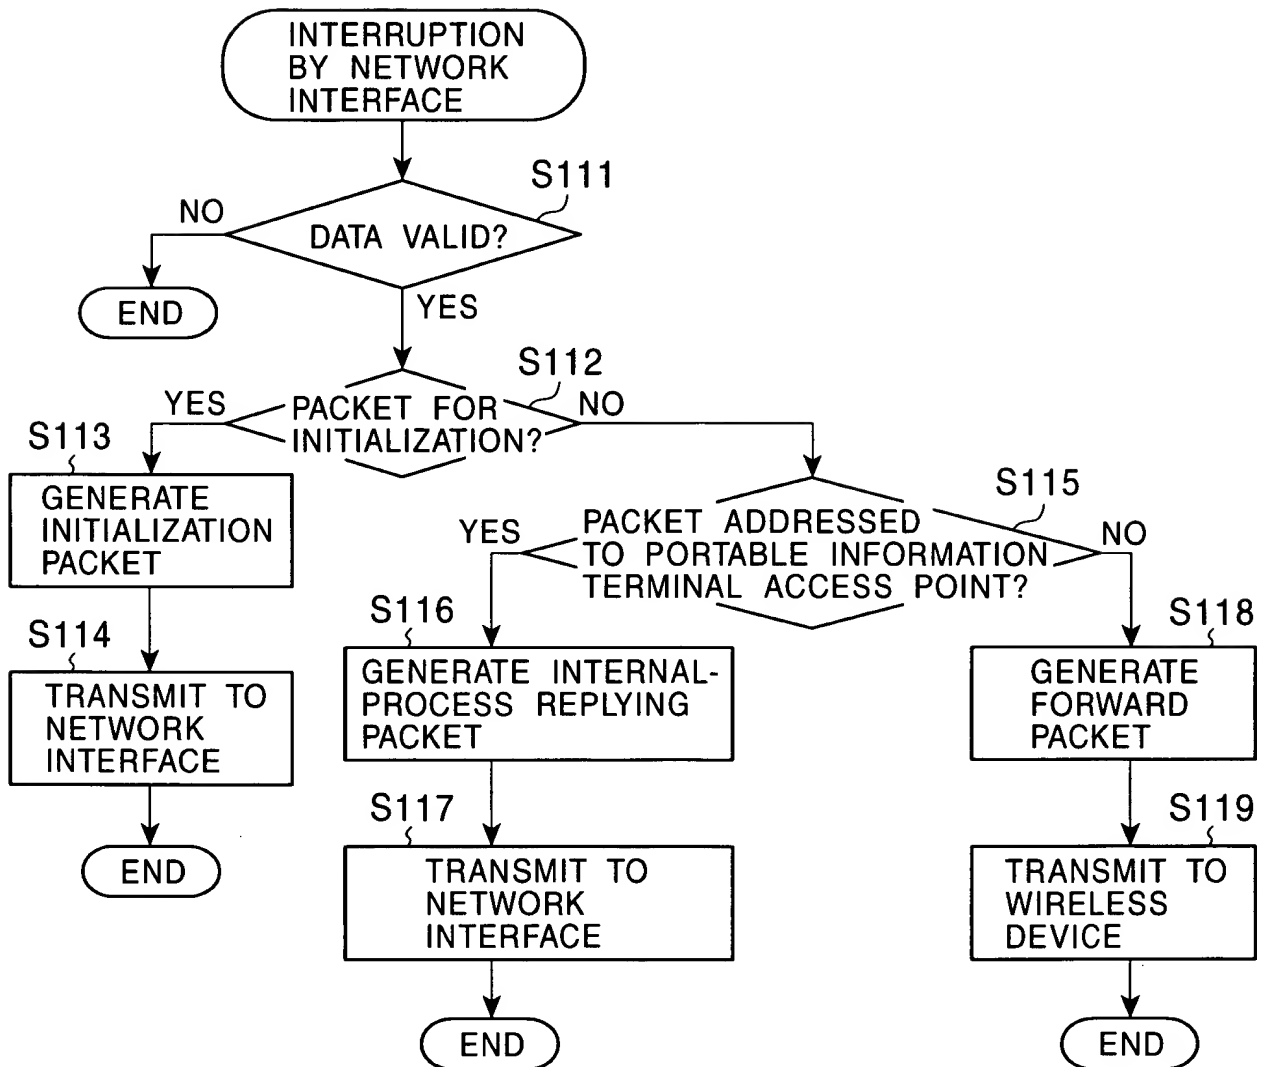 INTERRUPTION
BY NETWORK
INTERFACE
S111
NO
DATA VALID?
END
YES
S112
YES
PACKET FOR
INITIALIZATION?
NO
S113
GENERATE
INITIALIZATION
PACKET
S114
TRANSMIT TO
NETWORK
INTERFACE
END
S115
YES
PACKET ADDRESSED
TO PORTABLE INFORMATION
TERMINAL ACCESS POINT?
NO
S116
GENERATE INTERNAL-
PROCESS REPLYING
PACKET
S117
TRANSMIT TO
NETWORK
INTERFACE
END
S118
GENERATE
FORWARD
PACKET
S119
TRANSMIT TO
WIRELESS
DEVICE
END